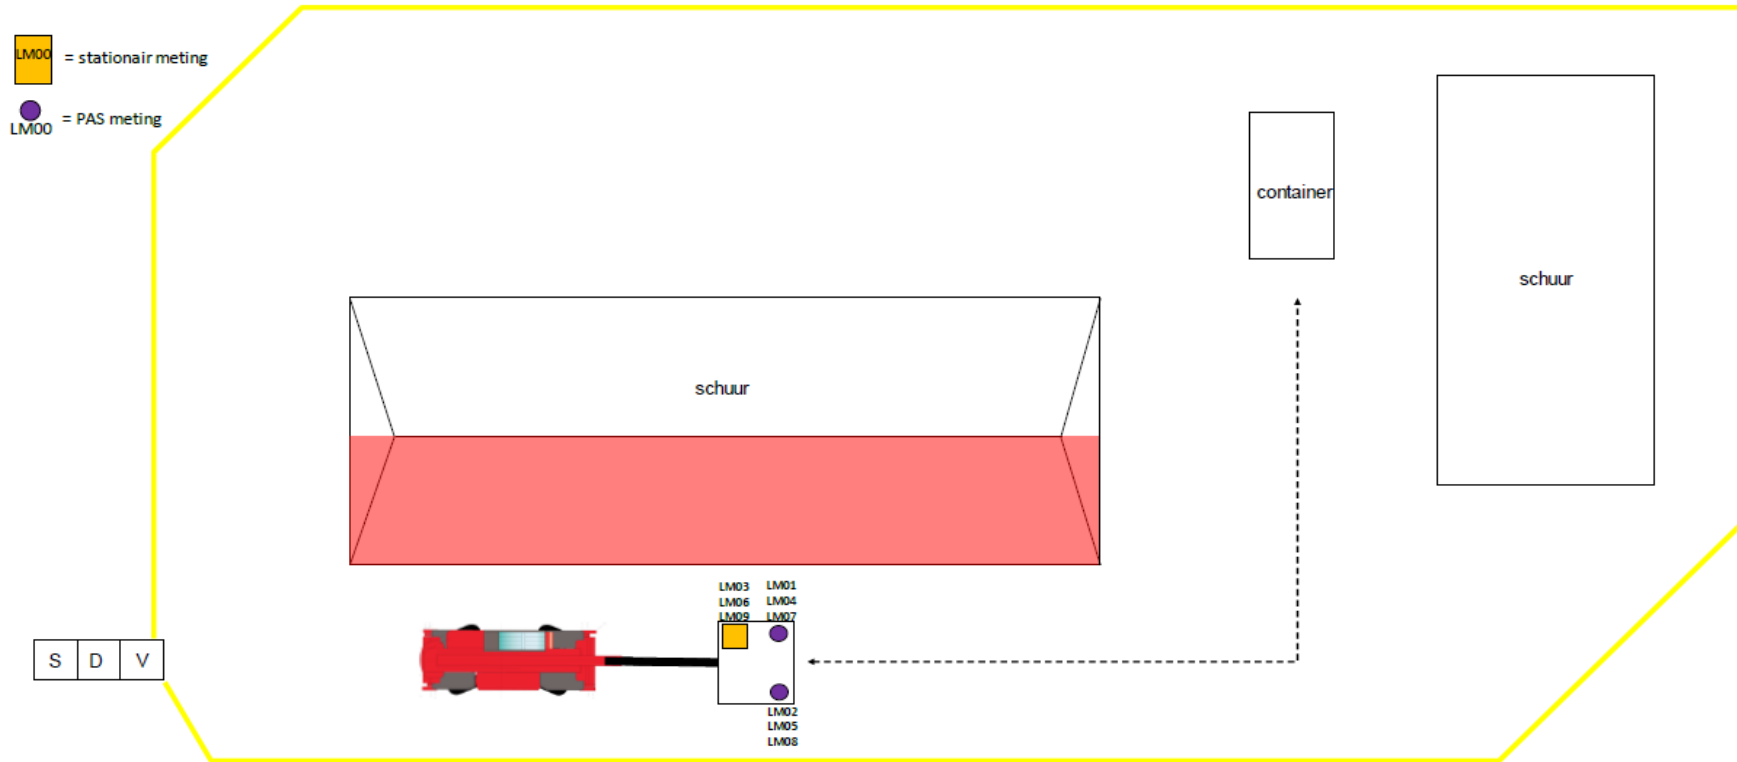 LM00 = stationair meting
LM00 = PAS meting
container
schuur
schuur
LM03 LM01
LM06 LM04
LM09 LM07
S D V
LM02
LM05
LM08